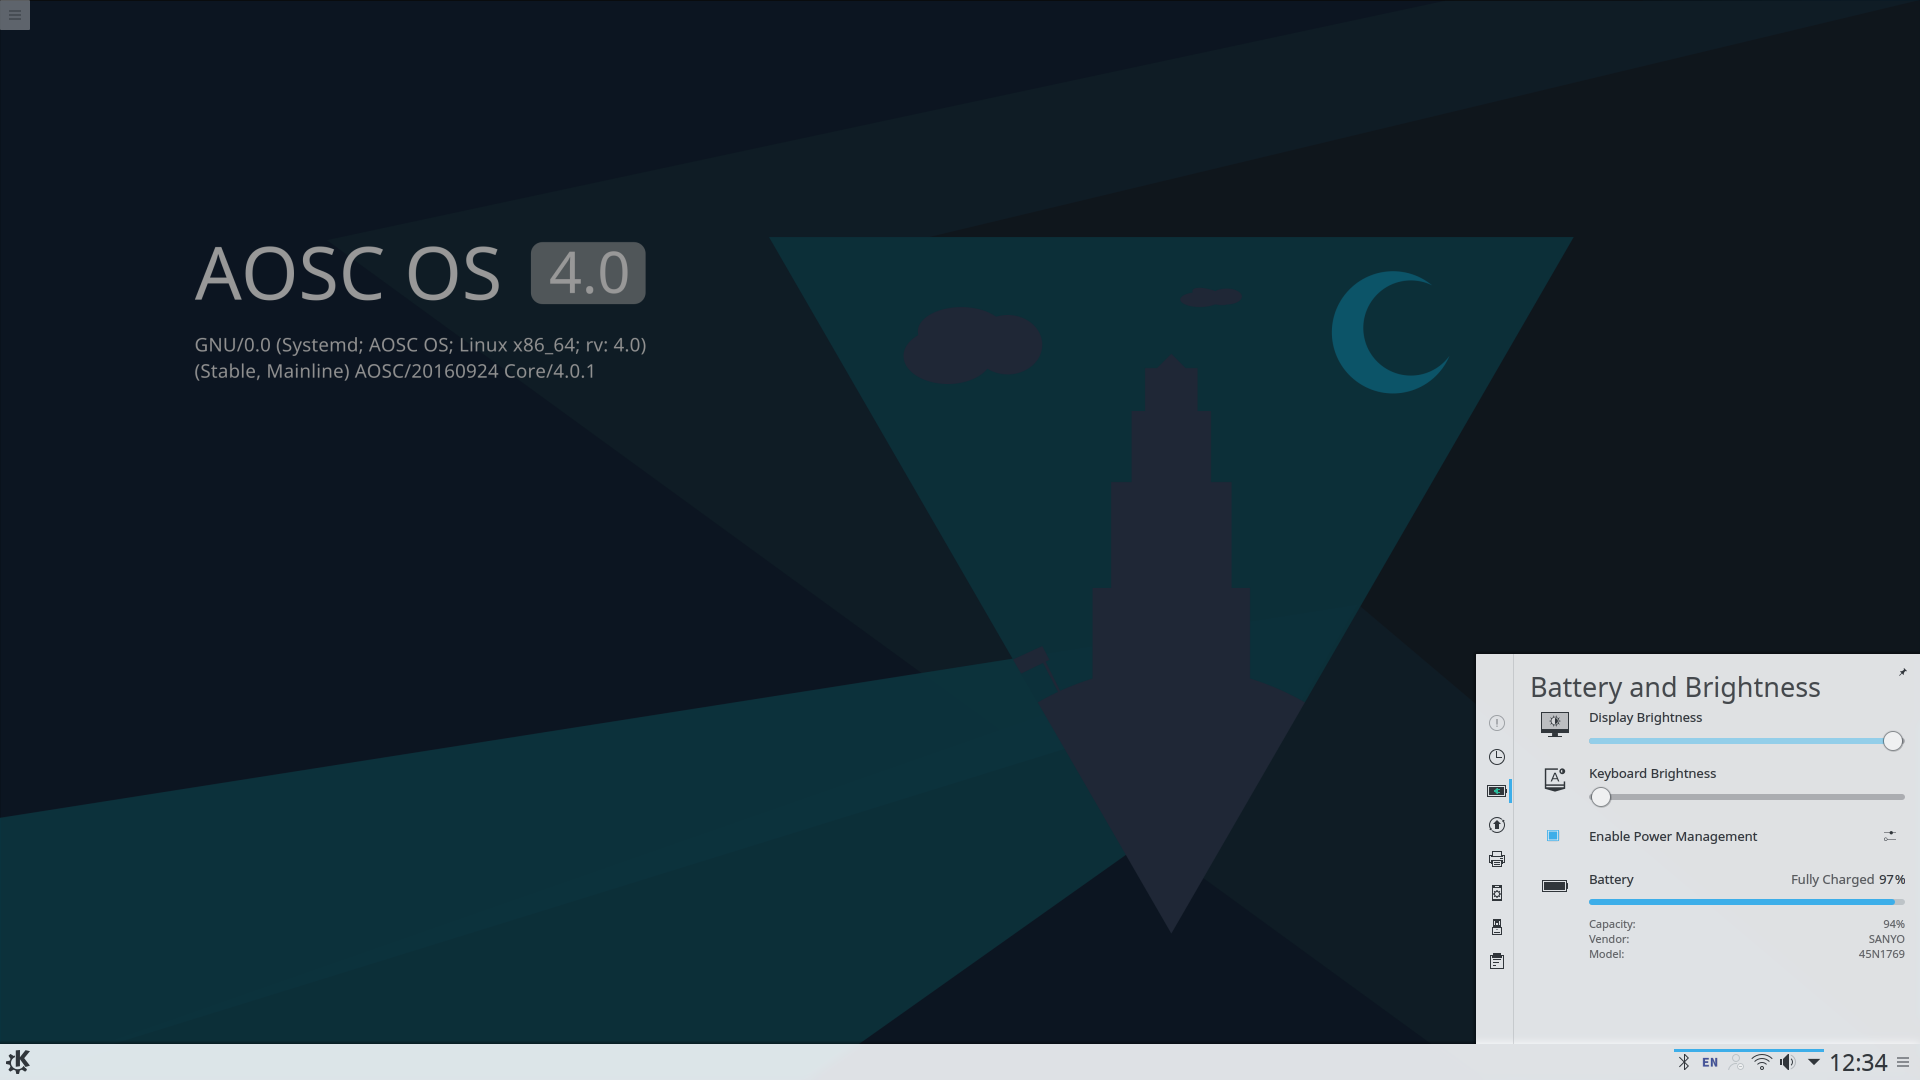 AOSC OS 4.0
GNU/0.0 (Systemd; AOSC OS; Linux x86_64; rv: 4.0)
(Stable, Mainline) AOSC/20160924 Core/4.0.1
Battery and Brightness
Display Brightness
Keyboard Brightness
Enable Power Management
Battery Fully Charged 97%
Capacity: 94%
Vendor: SANYO
Model: 45N1769
EN 12:34